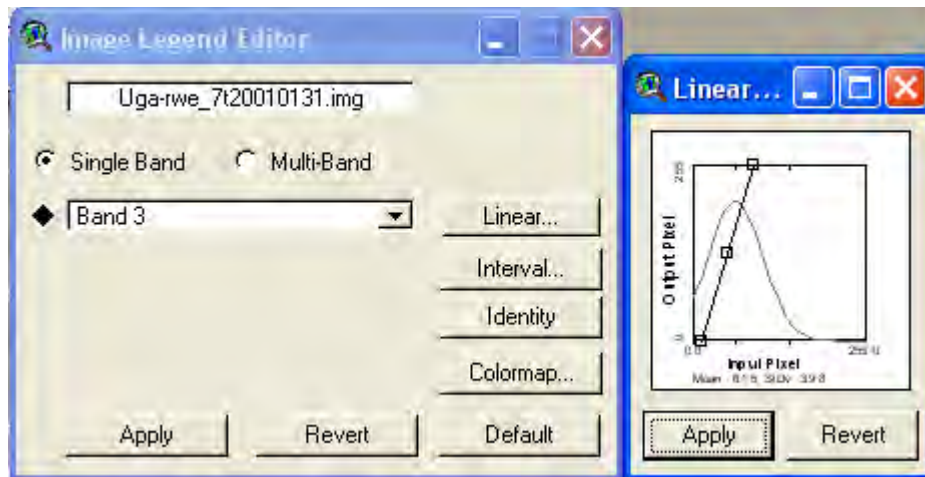 Image Legend Editor
Uga-rwe_7t20010131.img
Single Band
Multi-Band
Band 3
Linear...
Interval...
Identity
Colormap...
Apply
Revert
Default
Linear...
255
Output Pixel
0
0.0
255.0
Input Pixel
Apply
Revert